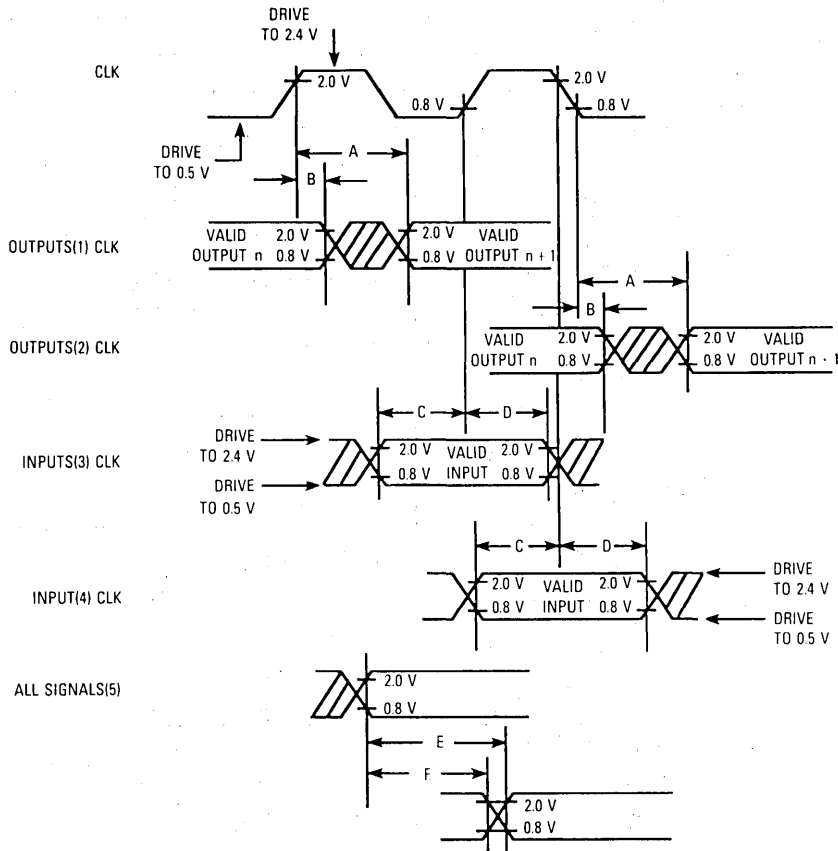 DRIVE
TO 2.4 V
CLK
2.0 V
0.8 V
2.0 V
0.8 V
DRIVE
TO 0.5 V
A
B
OUTPUTS(1) CLK
VALID
OUTPUT n
2.0 V
0.8 V
2.0 V
0.8 V
VALID
OUTPUT n + 1
A
B
OUTPUTS(2) CLK
VALID
OUTPUT n
2.0 V
0.8 V
2.0 V
0.8 V
VALID
OUTPUT n + 1
C
D
INPUTS(3) CLK
DRIVE
TO 2.4 V
DRIVE
TO 0.5 V
2.0 V
0.8 V
VALID
INPUT
2.0 V
0.8 V
C
D
INPUT(4) CLK
2.0 V
0.8 V
VALID
INPUT
2.0 V
0.8 V
DRIVE
TO 2.4 V
DRIVE
TO 0.5 V
ALL SIGNALS(5)
2.0 V
0.8 V
E
F
2.0 V
0.8 V